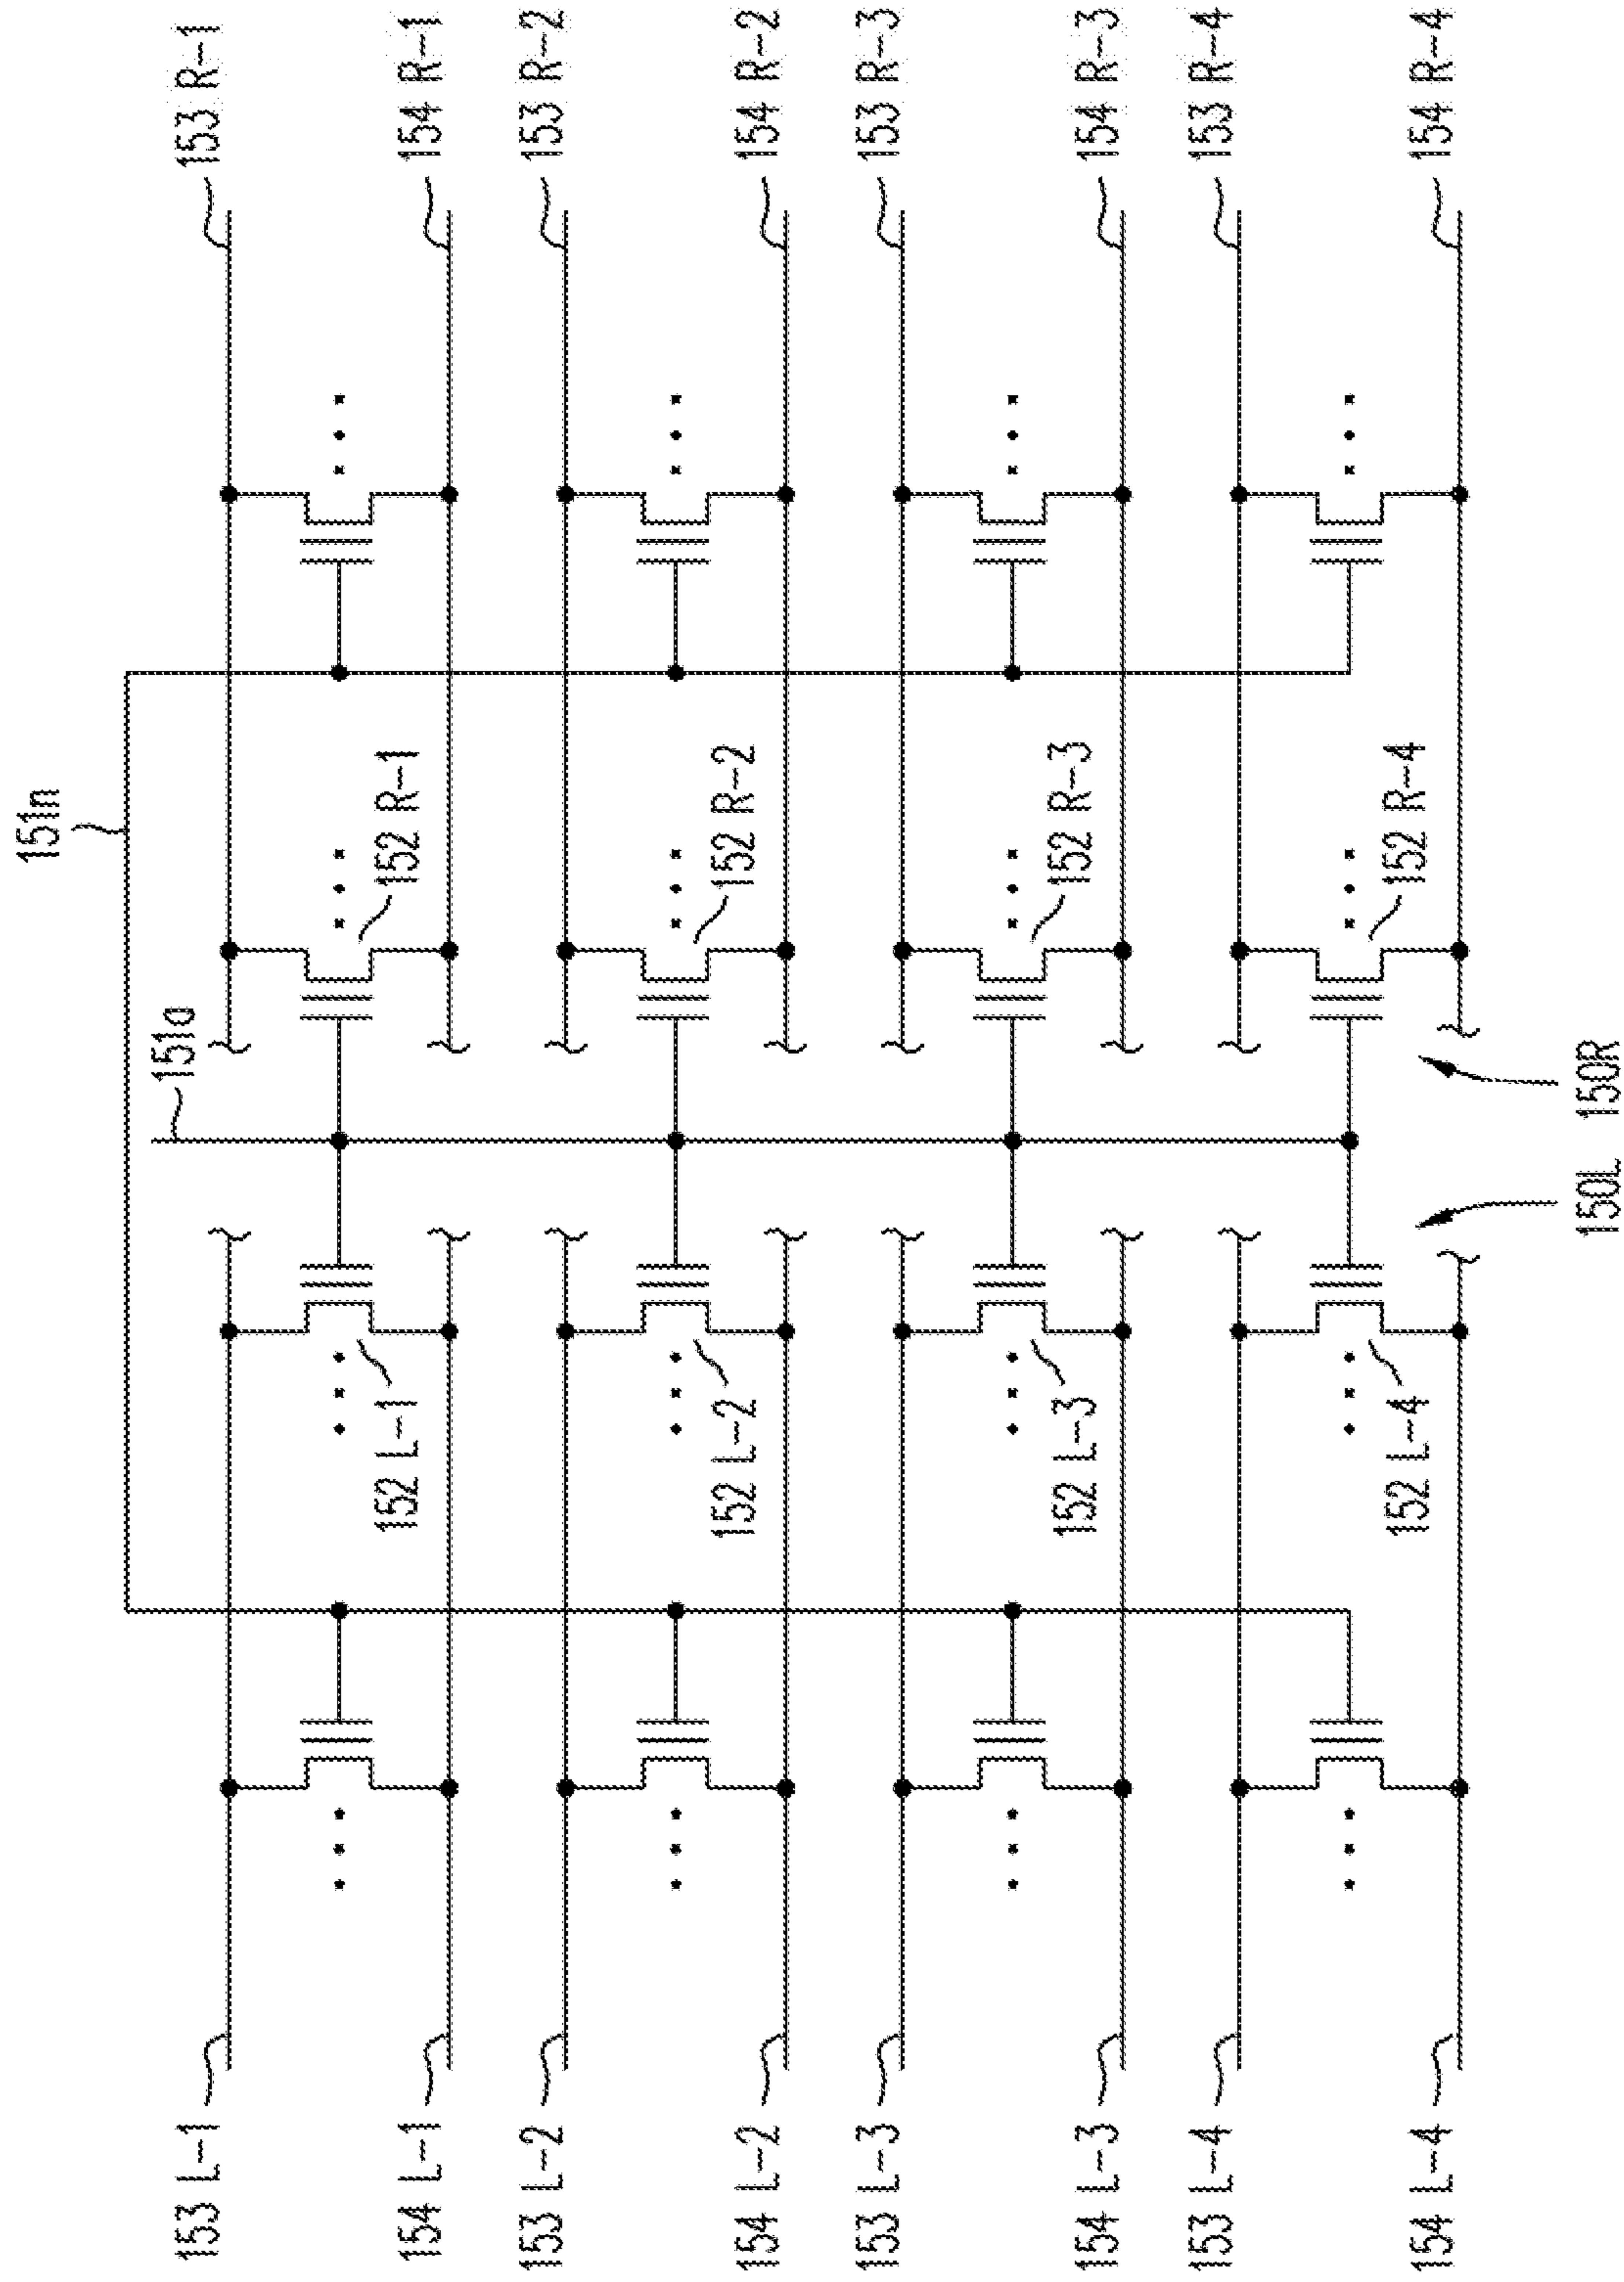 151n
151a
153 L-1
153 R-1
152 L-1
152 R-1
154 L-1
154 R-1
153 L-2
153 R-2
152 L-2
152 R-2
154 L-2
154 R-2
153 L-3
153 R-3
152 L-3
152 R-3
154 L-3
154 R-3
153 L-4
153 R-4
152 L-4
152 R-4
154 L-4
154 R-4
150L
150R